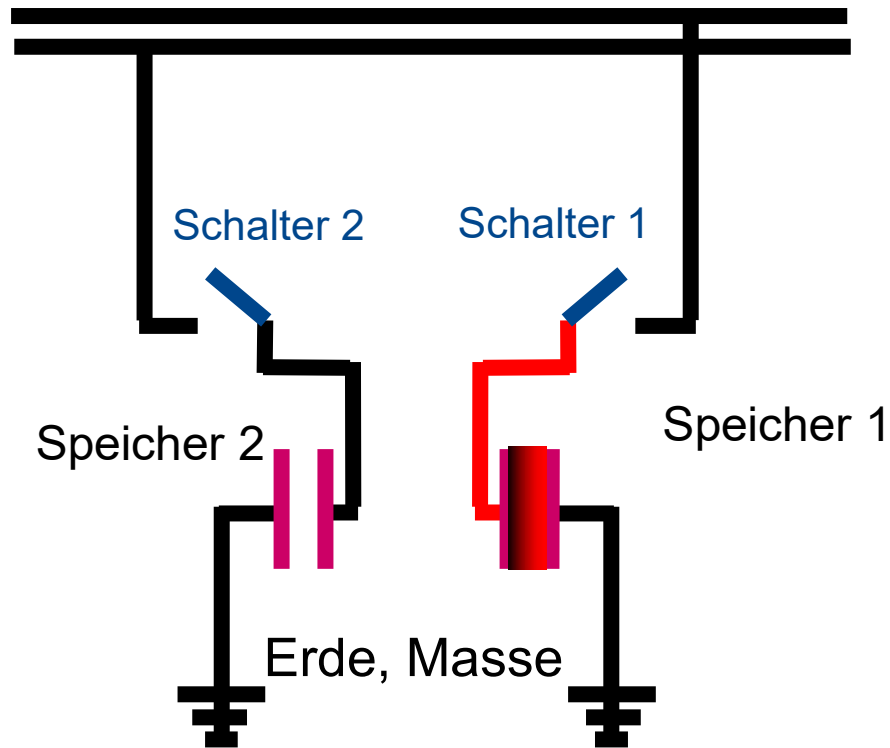 Schalter 2
Schalter 1
Speicher 2
Speicher 1
Erde, Masse